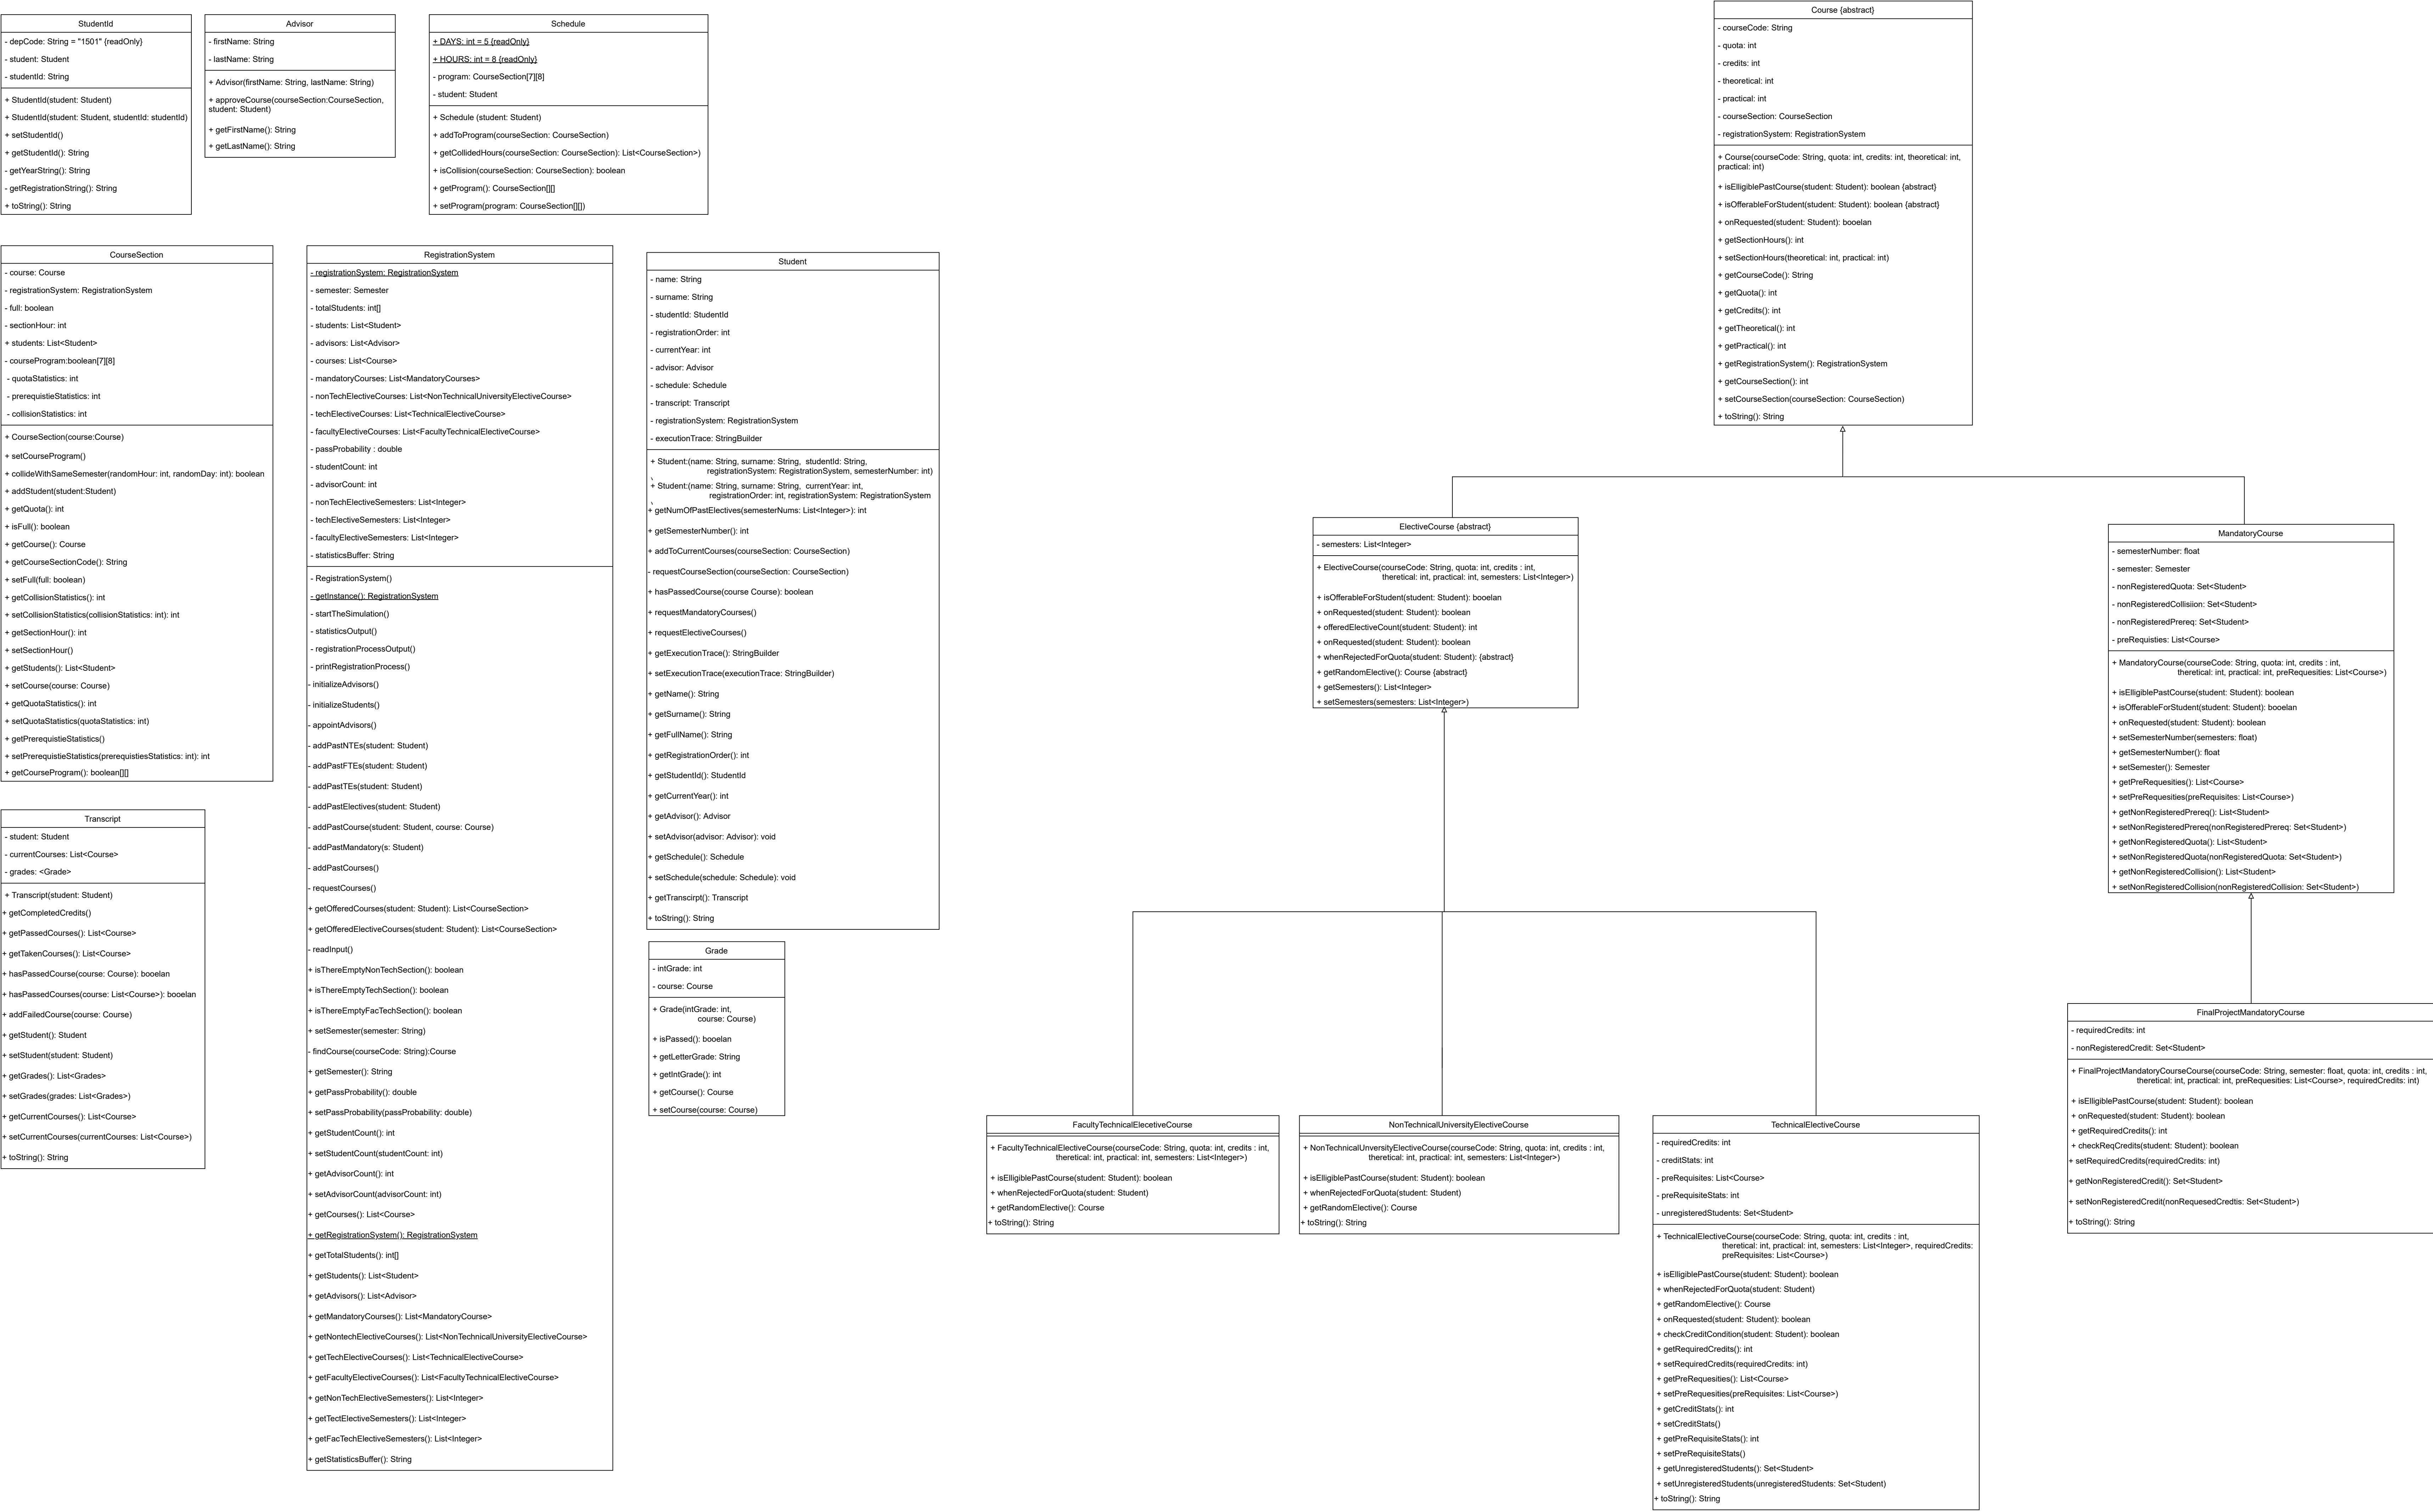 StudentId
- depCode: String = "1501" {readOnly}
- student: Student
- studentId: String
+ StudentId(student: Student)
+ StudentId(student: Student, studentId: studentId)
+ setStudentId()
+ getStudentId(): String
- getYearString(): String
- getRegistrationString(): String
+ toString(): String
Advisor
- firstName: String
- lastName: String
+ Advisor(firstName: String, lastName: String)
+ approveCourse(courseSection:CourseSection,
student: Student)
+ getFirstName(): String
+ getLastName(): String
Schedule
+ DAYS: int = 5 {readOnly}
+ HOURS: int = 8 {readOnly}
- program: CourseSection[7][8]
- student: Student
+ Schedule (student: Student)
+ addToProgram(courseSection: CourseSection)
+ getCollidedHours(courseSection: CourseSection): List<CourseSection>)
+ isCollision(courseSection: CourseSection): boolean
+ getProgram(): CourseSection[][]
+ setProgram(program: CourseSection[][])
Course {abstract}
- courseCode: String
- quota: int
- credits: int
- theoretical: int
- practical: int
- courseSection: CourseSection
- registrationSystem: RegistrationSystem
+ Course(courseCode: String, quota: int, credits: int, theoretical: int,
practical: int)
+ isElligiblePastCourse(student: Student): boolean {abstract}
+ isOfferableForStudent(student: Student): boolean {abstract}
+ onRequested(student: Student): booelan
+ getSectionHours(): int
+ setSectionHours(theoretical: int, practical: int)
+ getCourseCode(): String
+ getQuota(): int
+ getCredits(): int
+ getTheoretical(): int
+ getPractical(): int
+ getRegistrationSystem(): RegistrationSystem
+ getCourseSection(): int
+ setCourseSection(courseSection: CourseSection)
+ toString(): String
CourseSection
- course: Course
- registrationSystem: RegistrationSystem
- full: boolean
- sectionHour: int
+ students: List<Student>
- courseProgram:boolean[7][8]
- quotaStatistics: int
- prerequistieStatistics: int
- collisionStatistics: int
+ CourseSection(course:Course)
+ setCourseProgram()
+ collideWithSameSemester(randomHour: int, randomDay: int): boolean
+ addStudent(student:Student)
+ getQuota(): int
+ isFull(): boolean
+ getCourse(): Course
+ getCourseSectionCode(): String
+ setFull(full: boolean)
+ getCollisionStatistics(): int
+ setCollisionStatistics(collisionStatistics: int): int
+ getSectionHour(): int
+ setSectionHour()
+ getStudents(): List<Student>
+ setCourse(course: Course)
+ getQuotaStatistics(): int
+ setQuotaStatistics(quotaStatistics: int)
+ getPrerequistieStatistics()
+ setPrerequistieStatistics(prerequistiesStatistics: int): int
+ getCourseProgram(): boolean[][]
RegistrationSystem
- registrationSystem: RegistrationSystem
- semester: Semester
- totalStudents: int[]
- students: List<Student>
- advisors: List<Advisor>
- courses: List<Course>
- mandatoryCourses: List<MandatoryCourses>
- nonTechElectiveCourses: List<NonTechnicalUniversityElectiveCourse>
- techElectiveCourses: List<TechnicalElectiveCourse>
- facultyElectiveCourses: List<FacultyTechnicalElectiveCourse>
- passProbability : double
- studentCount: int
- advisorCount: int
- nonTechElectiveSemesters: List<Integer>
- techElectiveSemesters: List<Integer>
- facultyElectiveSemesters: List<Integer>
- statisticsBuffer: String
- RegistrationSystem()
- getInstance(): RegistrationSystem
- startTheSimulation()
- statisticsOutput()
- registrationProcessOutput()
- printRegistrationProcess()
- initializeAdvisors()
- initializeStudents()
- appointAdvisors()
- addPastNTEs(student: Student)
- addPastFTEs(student: Student)
- addPastTEs(student: Student)
- addPastElectives(student: Student)
- addPastCourse(student: Student, course: Course)
- addPastMandatory(s: Student)
- addPastCourses()
- requestCourses()
+ getOfferedCourses(student: Student): List<CourseSection>
+ getOfferedElectiveCourses(student: Student): List<CourseSection>
- readInput()
+ isThereEmptyNonTechSection(): boolean
+ isThereEmptyTechSection(): boolean
+ isThereEmptyFacTechSection(): boolean
+ setSemester(semester: String)
- findCourse(courseCode: String):Course
+ getSemester(): String
+ getPassProbability(): double
+ setPassProbability(passProbability: double)
+ getStudentCount(): int
+ setStudentCount(studentCount: int)
+ getAdvisorCount(): int
+ setAdvisorCount(advisorCount: int)
+ getCourses(): List<Course>
+ getRegistrationSystem(): RegistrationSystem
+ getTotalStudents(): int[]
+ getStudents(): List<Student>
+ getAdvisors(): List<Advisor>
+ getMandatoryCourses(): List<MandatoryCourse>
+ getNontechElectiveCourses(): List<NonTechnicalUniversityElectiveCourse>
+ getTechElectiveCourses(): List<TechnicalElectiveCourse>
+ getFacultyElectiveCourses(): List<FacultyTechnicalElectiveCourse>
+ getNonTechElectiveSemesters(): List<Integer>
+ getTectElectiveSemesters(): List<Integer>
+ getFacTechElectiveSemesters(): List<Integer>
+ getStatisticsBuffer(): String
Student
- name: String
- surname: String
- studentId: StudentId
- registrationOrder: int
- currentYear: int
- advisor: Advisor
- schedule: Schedule
- transcript: Transcript
- registrationSystem: RegistrationSystem
- executionTrace: StringBuilder
+ Student:(name: String, surname: String, studentId: String,
registrationSystem: RegistrationSystem, semesterNumber: int)
+ Student:(name: String, surname: String, currentYear: int,
registrationOrder: int, registrationSystem: RegistrationSystem
+ getNumOfPastElectives(semesterNums: List<Integer>): int
+ getSemesterNumber(): int
+ addToCurrentCourses(courseSection: CourseSection)
- requestCourseSection(courseSection: CourseSection)
+ hasPassedCourse(course Course): boolean
+ requestMandatoryCourses()
+ requestElectiveCourses()
+ getExecutionTrace(): StringBuilder
+ setExecutionTrace(executionTrace: StringBuilder)
+ getName(): String
+ getSurname(): String
+ getFullName(): String
+ getRegistrationOrder: int
+ getStudentId(): StudentId
+ getCurrentYear(): int
+ getAdvisor(): Advisor
+ setAdvisor(advisor: Advisor): void
+ getSchedule(): Schedule
+ setSchedule(schedule: Schedule): void
+ getTranscirpt(): Transcript
+ toString(): String
Transcript
- student: Student
- currentCourses: List<Course>
- grades: <Grade>
+ Transcript(student: Student)
+ getCompletedCredits()
+ getPassedCourses(): List<Course>
+ getTakenCourses(): List<Course>
+ hasPassedCourse(course: Course): booelan
+ hasPassedCourses(course: List<Course>): booelan
+ addFailedCourse(course: Course)
+ getStudent(): Student
+ setStudent(student: Student)
+ getGrades(): List<Grades>
+ setGrades(grades: List<Grades>)
+ getCurrentCourses(): List<Course>
+ setCurrentCourses(currentCourses: List<Course>)
+ toString(): String
Grade
- intGrade: int
- course: Course
+ Grade(intGrade: int,
course: Course)
+ isPassed(): booelan
+ getLetterGrade: String
+ getIntGrade(): int
+ getCourse(): Course
+ setCourse(course: Course)
ElectiveCourse {abstract}
- semesters: List<Integer>
+ ElectiveCourse(courseCode: String, quota: int, credits : int,
theretical: int, practical: int, semesters: List<Integer>)
+ isOfferableForStudent(student: Student): booelan
+ onRequested(student: Student): boolean
+ offeredElectiveCount(student: Student): int
+ onRequested(student: Student): boolean
+ whenRejectedForQuota(student: Student): {abstract}
+ getRandomElective(): Course {abstract}
+ getSemesters(): List<Integer>
+ setSemesters(semesters: List<Integer>)
MandatoryCourse
- semesterNumber: float
- semester: Semester
- nonRegisteredQuota: Set<Student>
- nonRegisteredCollisiion: Set<Student>
- nonRegisteredPrereq: Set<Student>
- preRequisties: List<Course>
+ MandatoryCourse(courseCode: String, quota: int, credits : int,
theretical: int, practical: int, preRequesities: List<Course>)
+ isElligiblePastCourse(student: Student): boolean
+ isOfferableForStudent(student: Student): booelan
+ onRequested(student: Student): boolean
+ setSemesterNumber(semesters: float)
+ getSemesterNumber(): float
+ setSemester(): Semester
+ getPreRequesities(): List<Course>
+ setPreRequesities(preRequisites: List<Course>)
+ getNonRegisteredPrereq(): List<Student>
+ setNonRegisteredPrereq(nonRegisteredPrereq: Set<Student>)
+ getNonRegisteredQuota(): List<Student>
+ setNonRegisteredQuota(nonRegisteredQuota: Set<Student>)
+ getNonRegisteredCollision(): List<Student>
+ setNonRegisteredCollision(nonRegisteredCollision: Set<Student>)
FinalProjectMandatoryCourse
- requiredCredits: int
- nonRegisteredCredit: Set<Student>
+ FinalProjectMandatoryCourseCourse(courseCode: String, semester: float, quota: int, credits : int,
theretical: int, practical: int, preRequesities: List<Course>, requiredCredits: int)
+ isElligiblePastCourse(student: Student): boolean
+ onRequested(student: Student): boolean
+ getRequiredCredits(): int
+ checkReqCredits(student: Student): boolean
+ setRequiredCredits(requiredCredits: int)
+ getNonRegisteredCredit(): Set<Student>
+ setNonRegisteredCredit(nonRequesedCredtis: Set<Student>)
+ toString(): String
FacultyTechnicalElecetiveCourse
+ FacultyTechnicalElectiveCourse(courseCode: String, quota: int, credits : int,
theretical: int, practical: int, semesters: List<Integer>)
+ isElligiblePastCourse(student: Student): boolean
+ whenRejectedForQuota(student: Student)
+ getRandomElective(): Course
+ toString(): String
NonTechnicalUniversityElectiveCourse
+ NonTechnicalUnversityElectiveCourse(courseCode: String, quota: int, credits : int,
theretical: int, practical: int, semesters: List<Integer>)
+ isElligiblePastCourse(student: Student): boolean
+ whenRejectedForQuota(student: Student)
+ getRandomElective(): Course
+ toString(): String
TechnicalElectiveCourse
- requiredCredits: int
- creditStats: int
- preRequisites: List<Course>
- preRequisiteStats: int
- unregisteredStudents: Set<Student>
+ TechnicalElectiveCourse(courseCode: String, quota: int, credits : int,
theretical: int, practical: int, semesters: List<Integer>, requiredCredits:
preRequisites: List<Course>)
+ isElligiblePastCourse(student: Student): boolean
+ whenRejectedForQuota(student: Student)
+ getRandomElective(): Course
+ onRequested(student: Student): boolean
+ checkCreditCondition(student: Student): boolean
+ getRequiredCredits(): int
+ setRequiredCredits(requiredCredits: int)
+ getPreRequesities(): List<Course>
+ setPreRequesities(preRequisites: List<Course>)
+ getCreditStats(): int
+ setCreditStats()
+ getPreRequisiteStats(): int
+ setPreRequisiteStats()
+ getUnregisteredStudents(): Set<Student>
+ setUnregisteredStudents(unregisteredStudents: Set<Student)
+ toString(): String